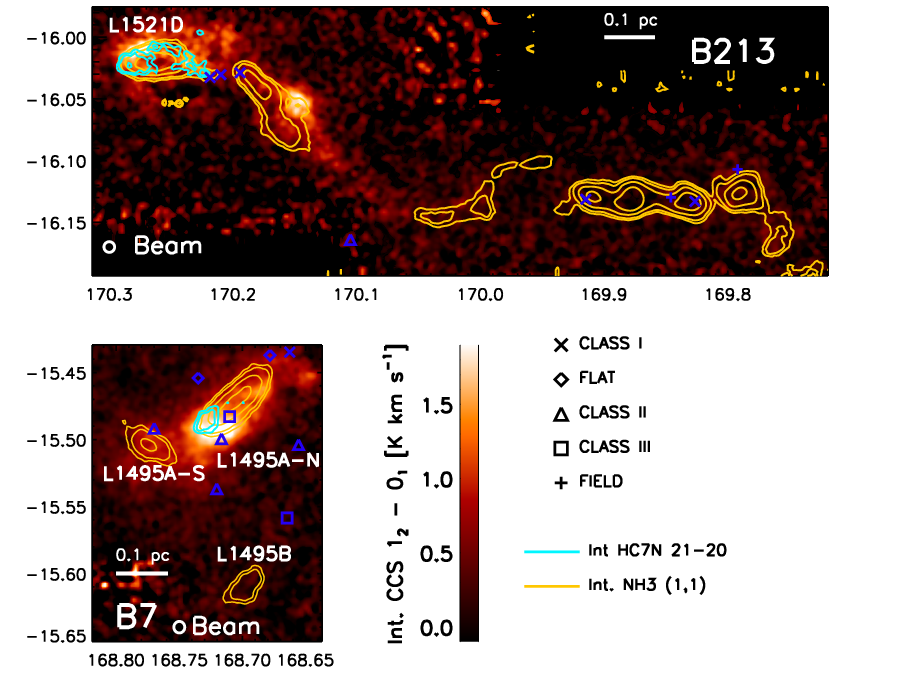 L1521D
0.1 pc
B213
−16.00
−16.05
−16.10
−16.15
Beam
170.3 170.2 170.1 170.0 169.9 169.8
−15.45
−15.50
−15.55
−15.60
−15.65
L1495A−S
L1495A−N
L1495B
0.1 pc
B7
Beam
168.80 168.75 168.70 168.65
Int. CCS 1₂ − 0₁ [K km s⁻¹]
1.5
1.0
0.5
0.0
CLASS I
FLAT
CLASS II
CLASS III
FIELD
Int HC7N 21−20
Int. NH3 (1,1)